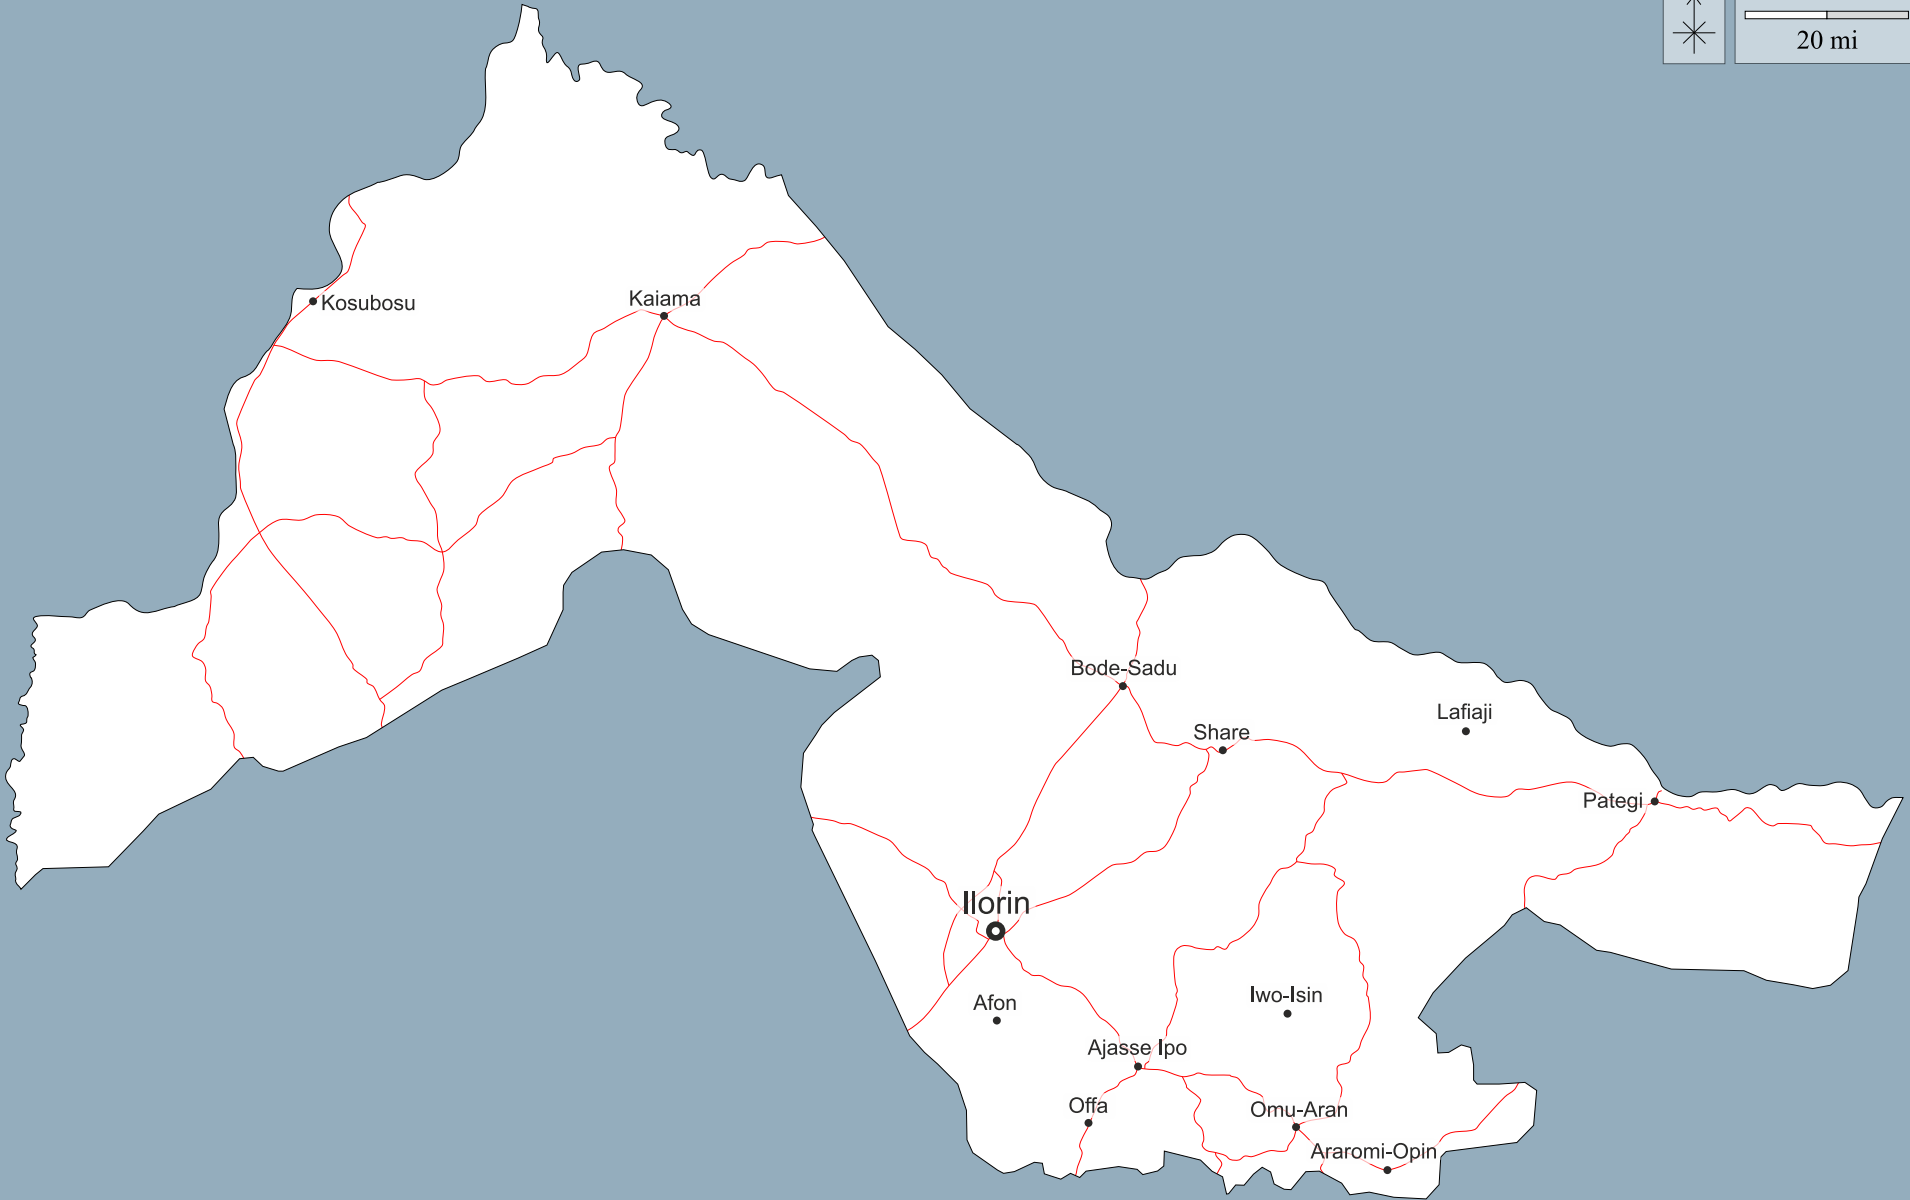 20 mi
Kosubosu
Kaiama
Bode-Sadu
Share
Lafiaji
Pategi
Ilorin
Afon
Iwo-Isin
Ajasse Ipo
Offa
Omu-Aran
Araromi-Opin